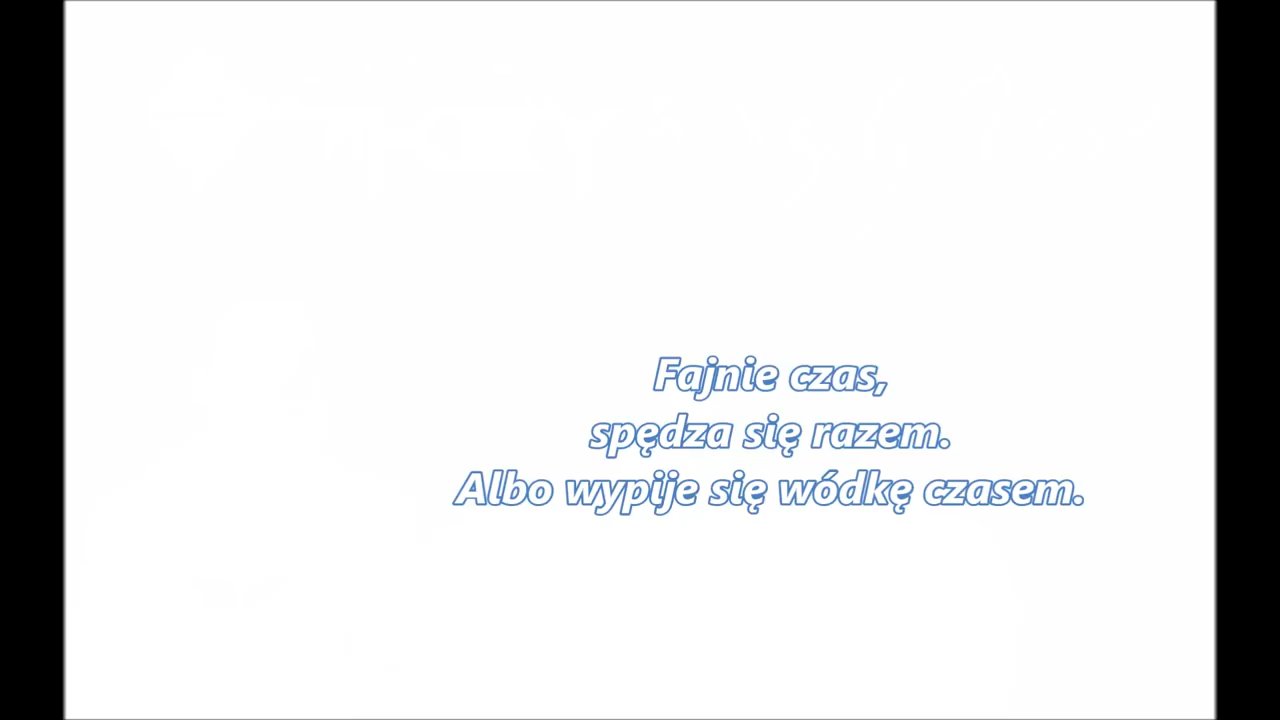 Fajnie czas,
spędza się razem.
Albo wypije się wódkę czasem.